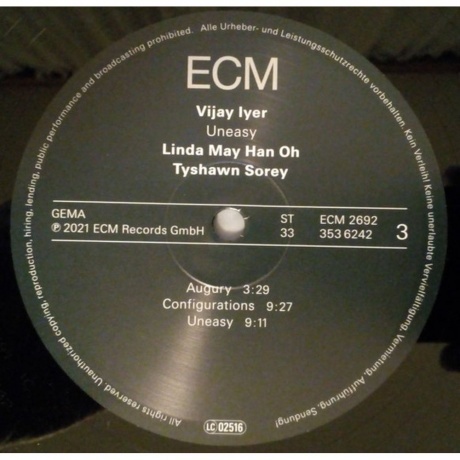 ECM
Vijay Iyer
Uneasy
Linda May Han Oh
Tyshawn Sorey
GEMA
℗ 2021 ECM Records GmbH
ST
33
ECM 2692
353 6242
3
Augury 3:29
Configurations 9:27
Uneasy 9:11
LC 02516
All rights reserved. Unauthorized copying, reproduction, hiring, lending, public performance and broadcasting prohibited. Alle Urheber- und Leistungsschutzrechte vorbehalten. Kein Verleih! Keine unerlaubte Vervielfältigung, Vermietung, Aufführung, Sendung!